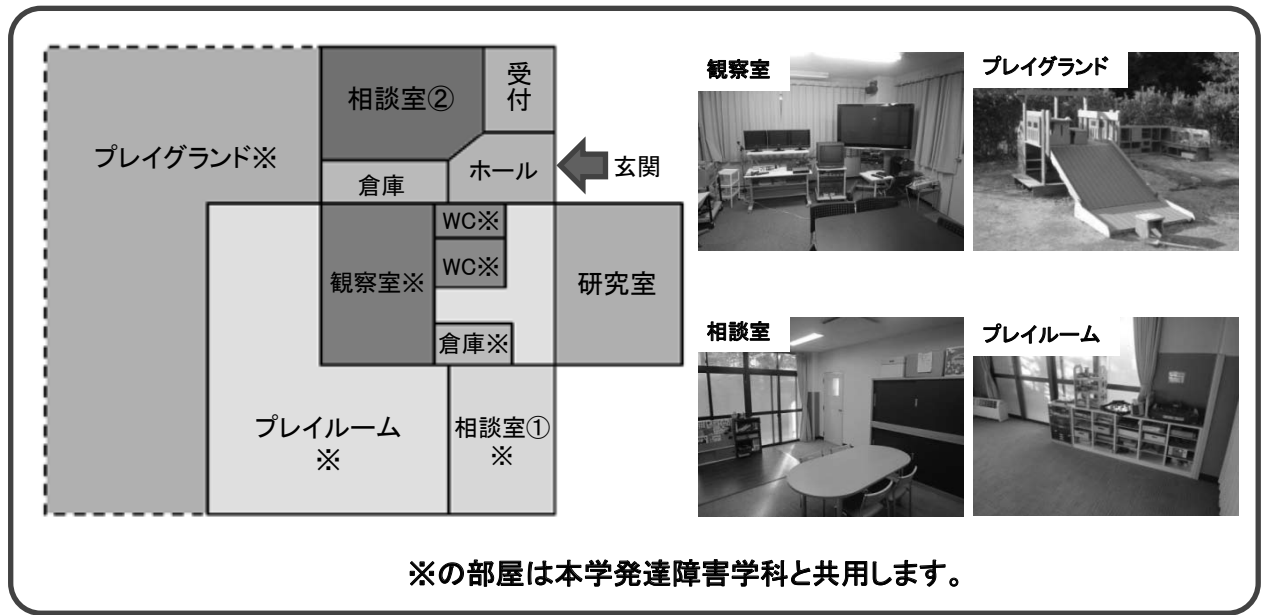 相談室②
受
付
プレイグランド※
倉庫
ホール
玄関
WC※
WC※
観察室※
研究室
倉庫※
プレイルーム
※
相談室①
※
観察室
プレイグランド
相談室
プレイルーム
※の部屋は本学発達障害学科と共用します。